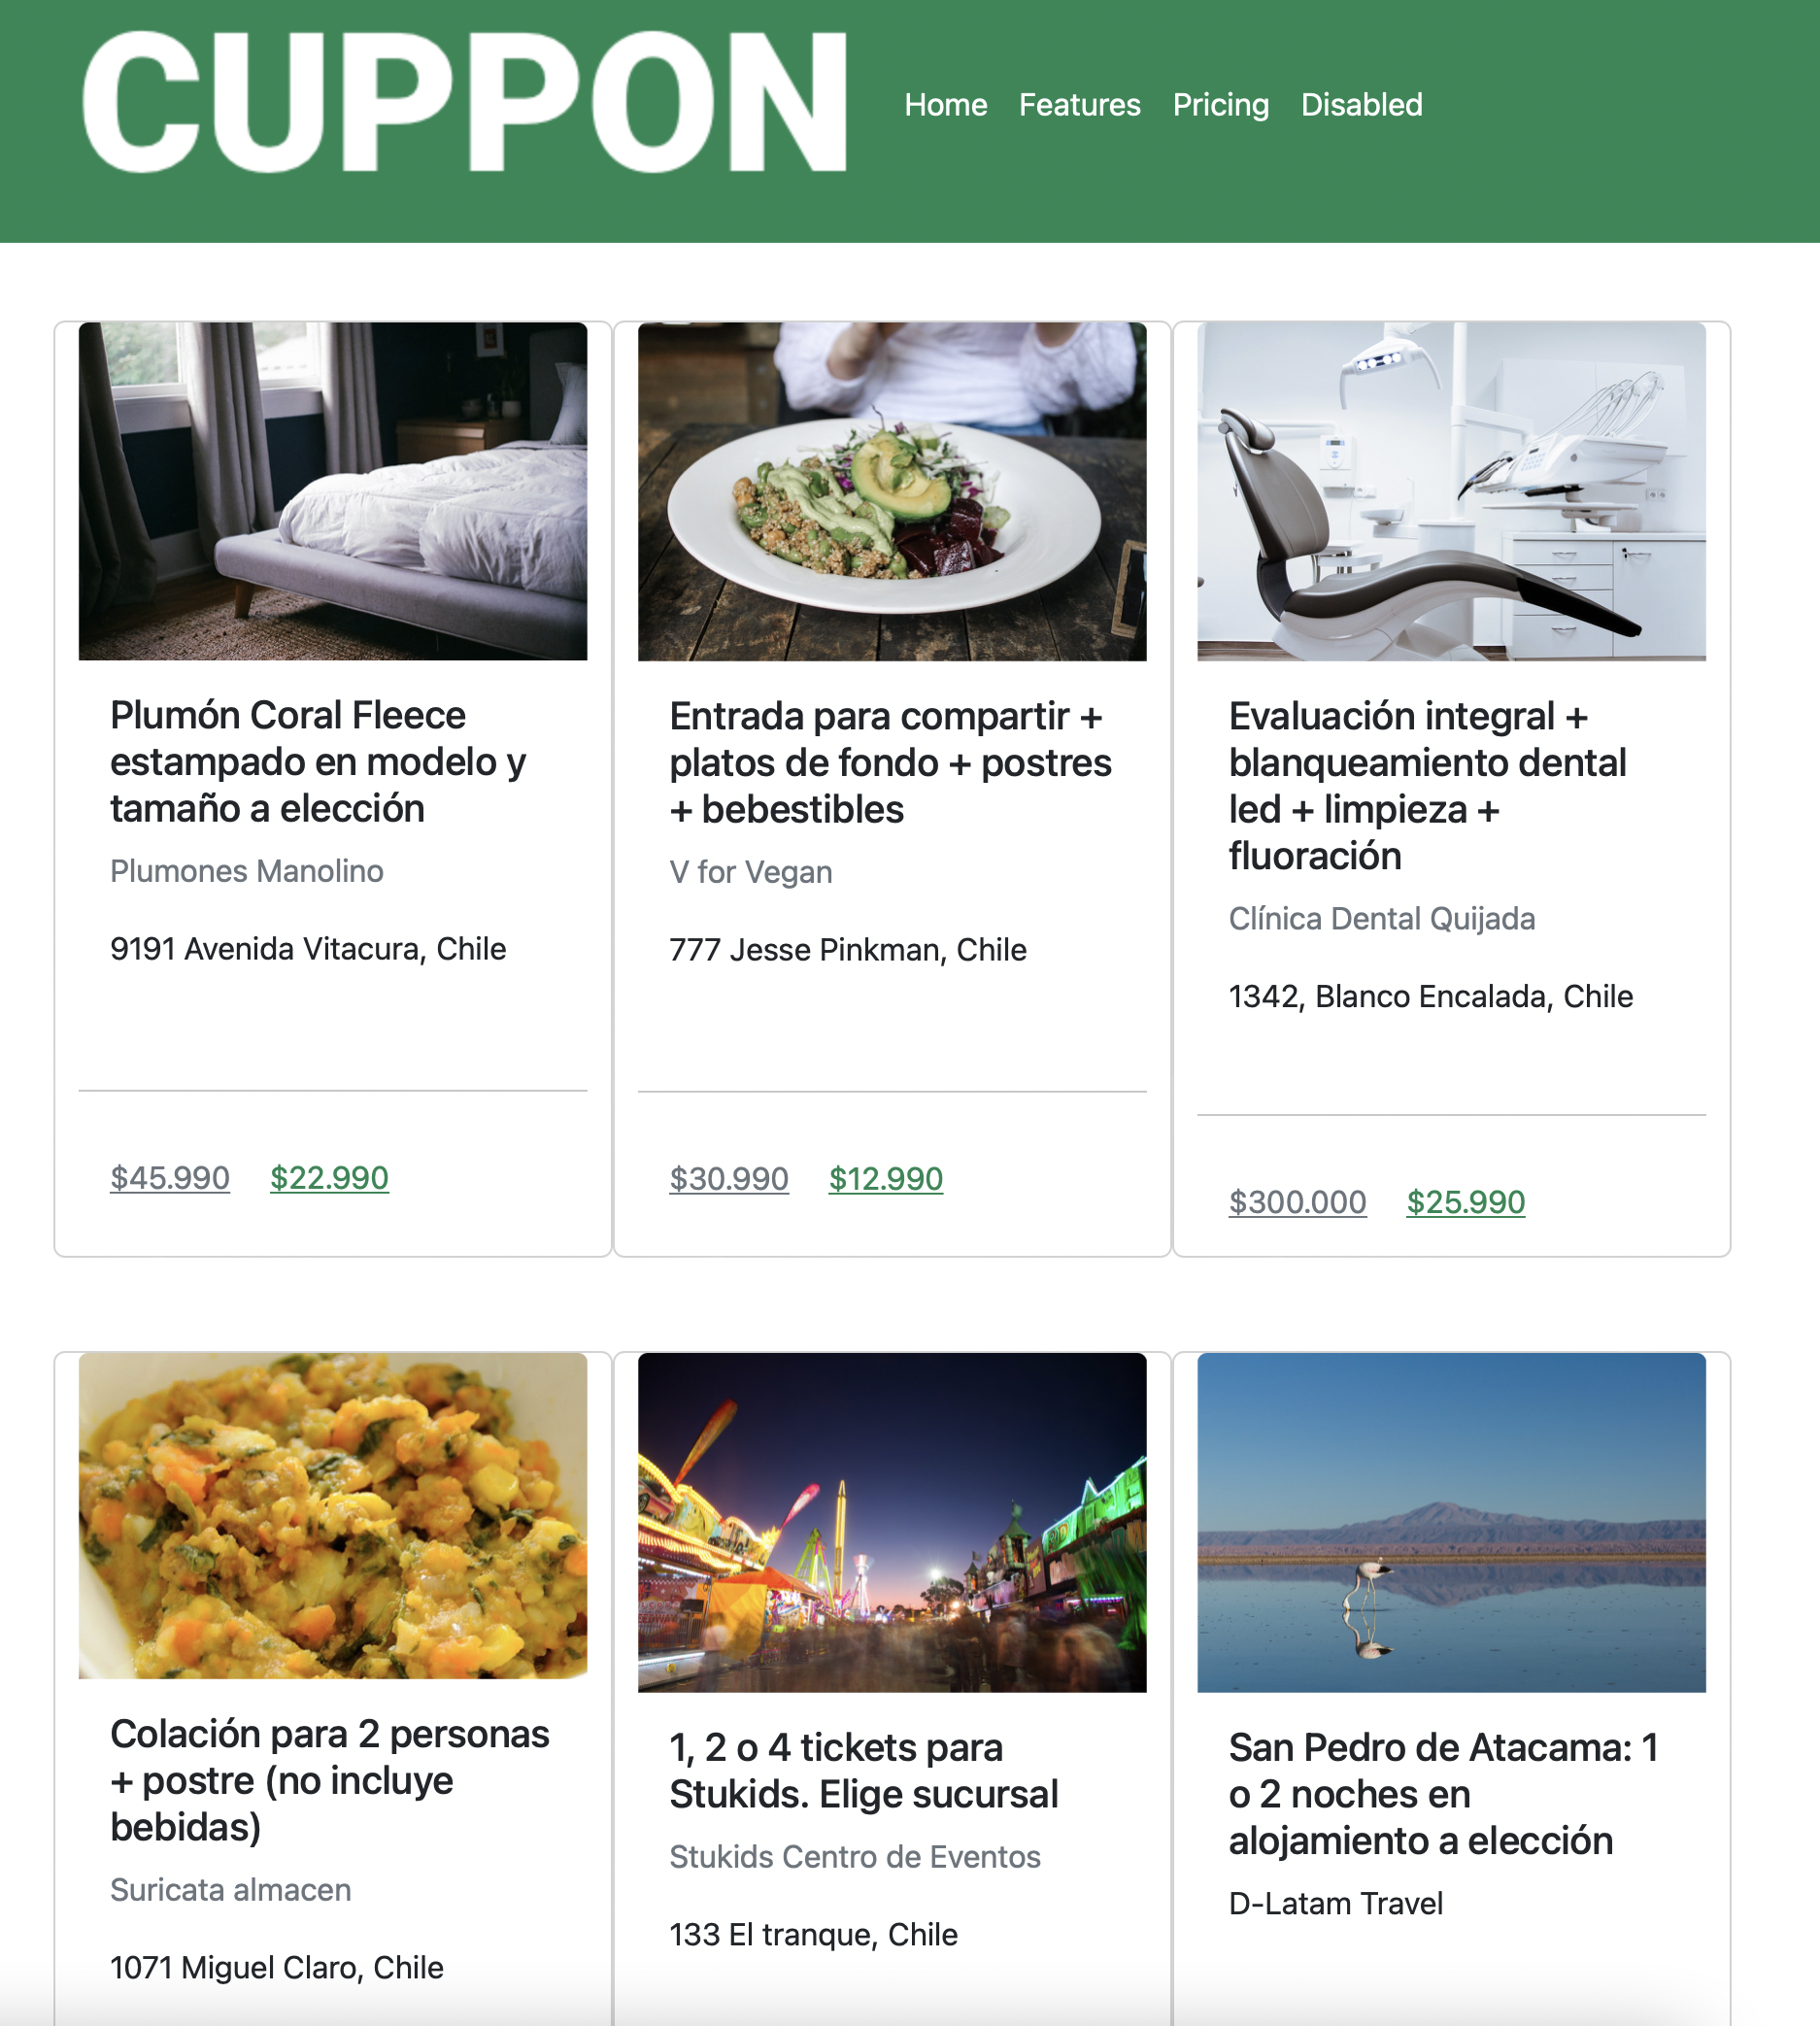 CUPPON
Home Features Pricing Disabled
Plumón Coral Fleece
estampado en modelo y
tamaño a elección
Plumones Manolino
9191 Avenida Vitacura, Chile
$45.990 $22.990
Entrada para compartir +
platos de fondo + postres
+ bebestibles
V for Vegan
777 Jesse Pinkman, Chile
$30.990 $12.990
Evaluación integral +
blanqueamiento dental
led + limpieza +
fluoración
Clínica Dental Quijada
1342, Blanco Encalada, Chile
$300.000 $25.990
Colación para 2 personas
+ postre (no incluye
bebidas)
Suricata almacen
1071 Miguel Claro, Chile
1, 2 o 4 tickets para
Stukids. Elige sucursal
Stukids Centro de Eventos
133 El tranque, Chile
San Pedro de Atacama: 1
o 2 noches en
alojamiento a elección
D-Latam Travel